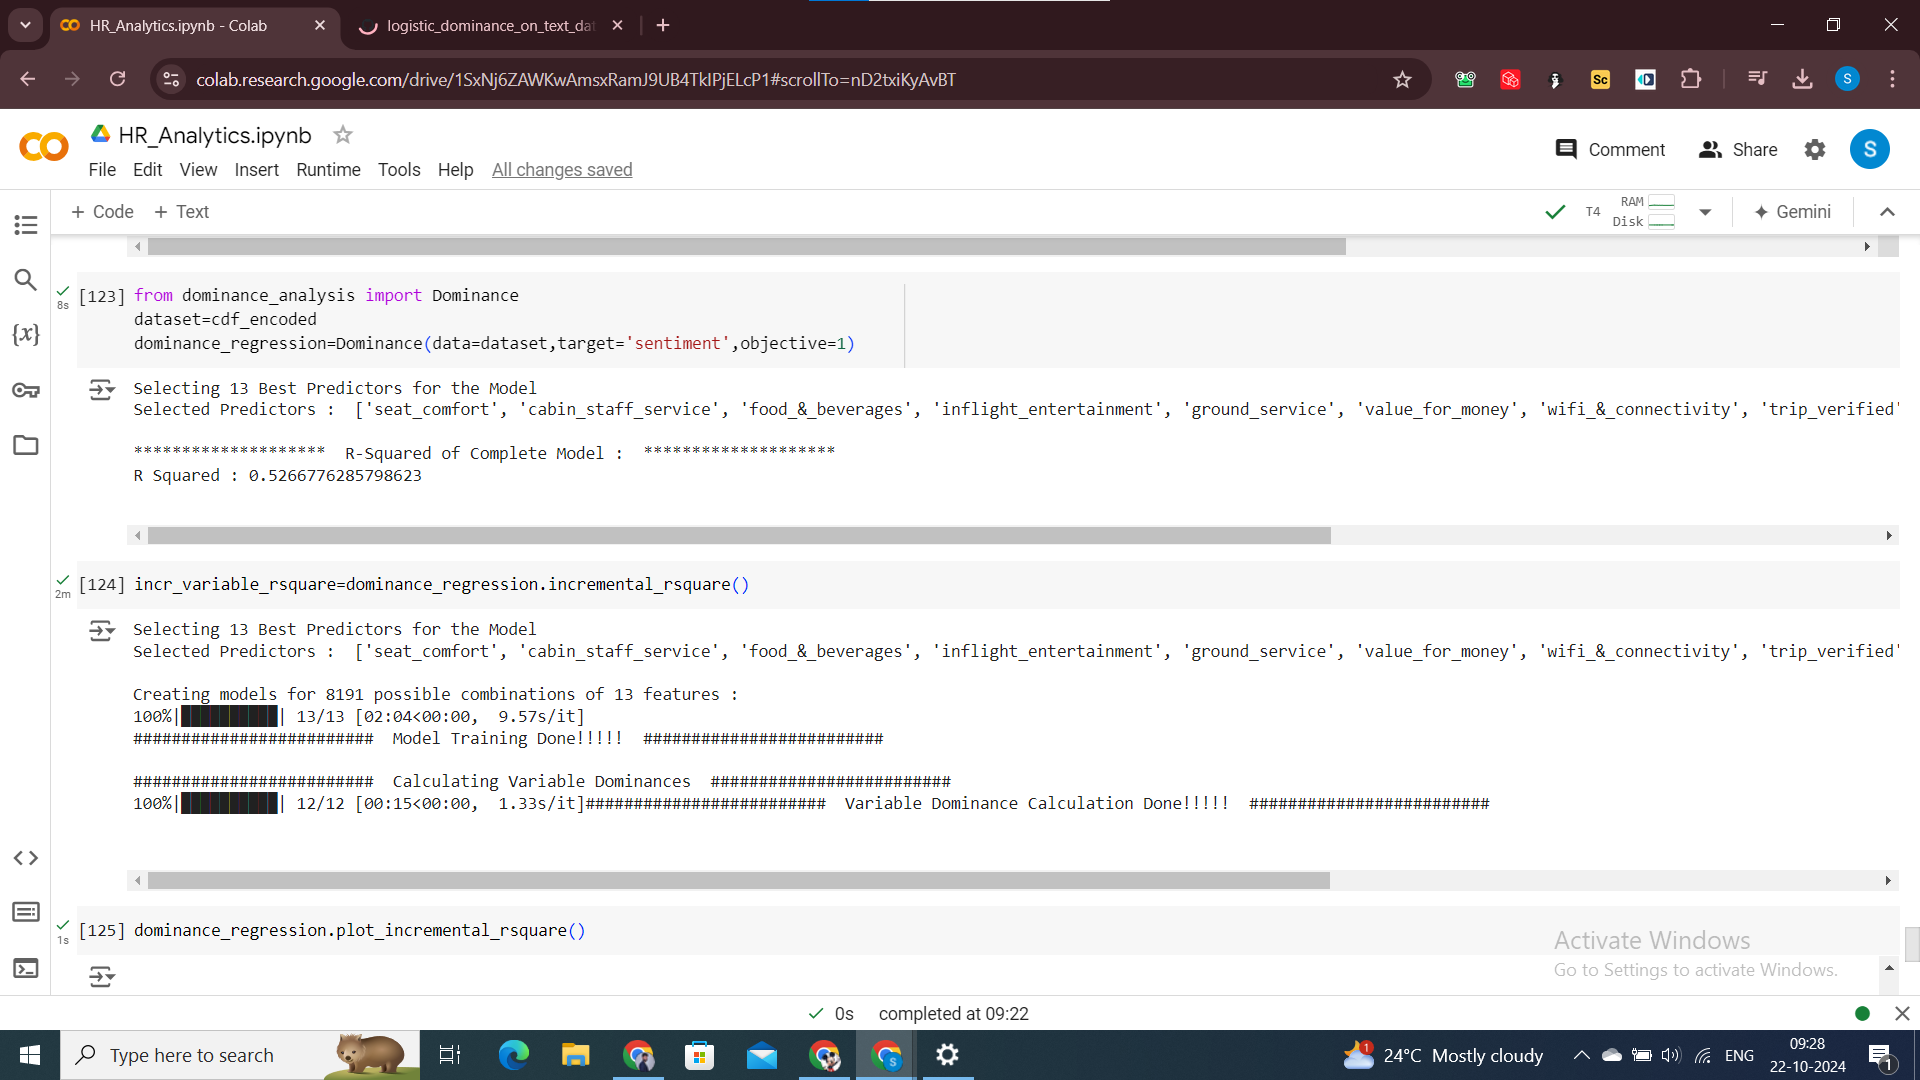 HR_Analytics.ipynb - Colab
logistic_dominance_on_text_dat
colab.research.google.com/drive/1SxNj6ZAWKwAmsxRamJ9UB4TkIPjELcP1#scrollTo=nD2txiKyAvBT
Sc
S
HR_Analytics.ipynb
Comment
Share
S
File Edit View Insert Runtime Tools Help All changes saved
+ Code + Text
T4
RAM
Disk
Gemini
8s
[123] from dominance_analysis import Dominance
dataset=cdf_encoded
dominance_regression=Dominance(data=dataset,target='sentiment',objective=1)
Selecting 13 Best Predictors for the Model
Selected Predictors :  ['seat_comfort', 'cabin_staff_service', 'food_&_beverages', 'inflight_entertainment', 'ground_service', 'value_for_money', 'wifi_&_connectivity', 'trip_verified'
********************  R-Squared of Complete Model :  ********************
R Squared : 0.5266776285798623
2m
[124] incr_variable_rsquare=dominance_regression.incremental_rsquare()
Selecting 13 Best Predictors for the Model
Selected Predictors :  ['seat_comfort', 'cabin_staff_service', 'food_&_beverages', 'inflight_entertainment', 'ground_service', 'value_for_money', 'wifi_&_connectivity', 'trip_verified'
Creating models for 8191 possible combinations of 13 features :
100%|██████████| 13/13 [02:04<00:00,  9.57s/it]
#########################  Model Training Done!!!!!  #########################
#########################  Calculating Variable Dominances  #########################
100%|██████████| 12/12 [00:15<00:00,  1.33s/it]#########################  Variable Dominance Calculation Done!!!!!  #########################
1s
[125] dominance_regression.plot_incremental_rsquare()
Activate Windows
Go to Settings to activate Windows.
0s completed at 09:22
Type here to search
1
24°C Mostly cloudy
ENG
09:28
22-10-2024
1